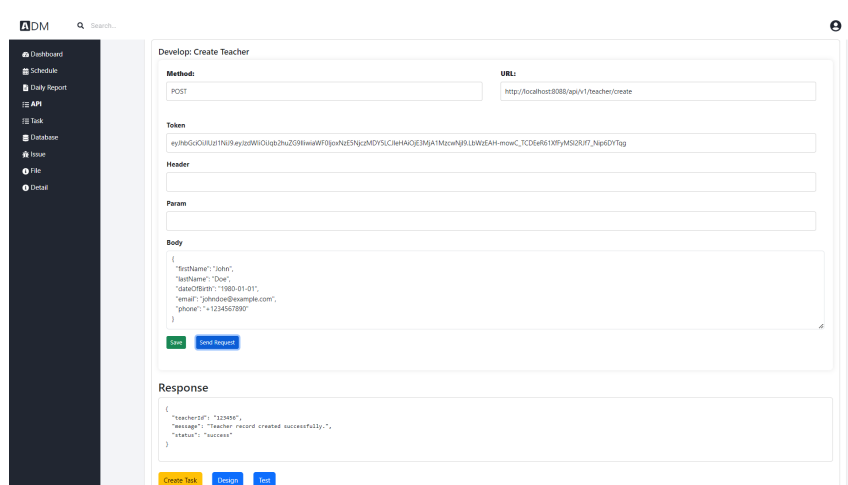 ADM
Search...
Dashboard
Schedule
Daily Report
API
Task
Database
Issue
File
Detail
Develop: Create Teacher
Method:
URL:
POST
http://localhost:8088/api/v1/teacher/create
Token
Header
Param
Body
{
"firstName": "John",
"lastName": "Doe",
"dateOfBirth": "1980-01-01",
"email": "johndoe@example.com",
"phone": "+1234567890"
}
Save
Send Request
Response
{
"teacherId": "123456",
"message": "Teacher record created successfully.",
"status": "success"
}
Create Task
Design
Test